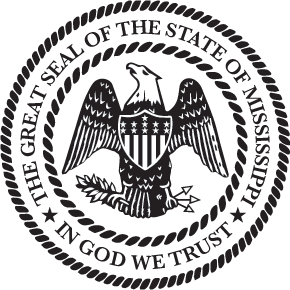 THE GREAT SEAL OF THE STATE OF MISSISSIPPI
IN GOD WE TRUST